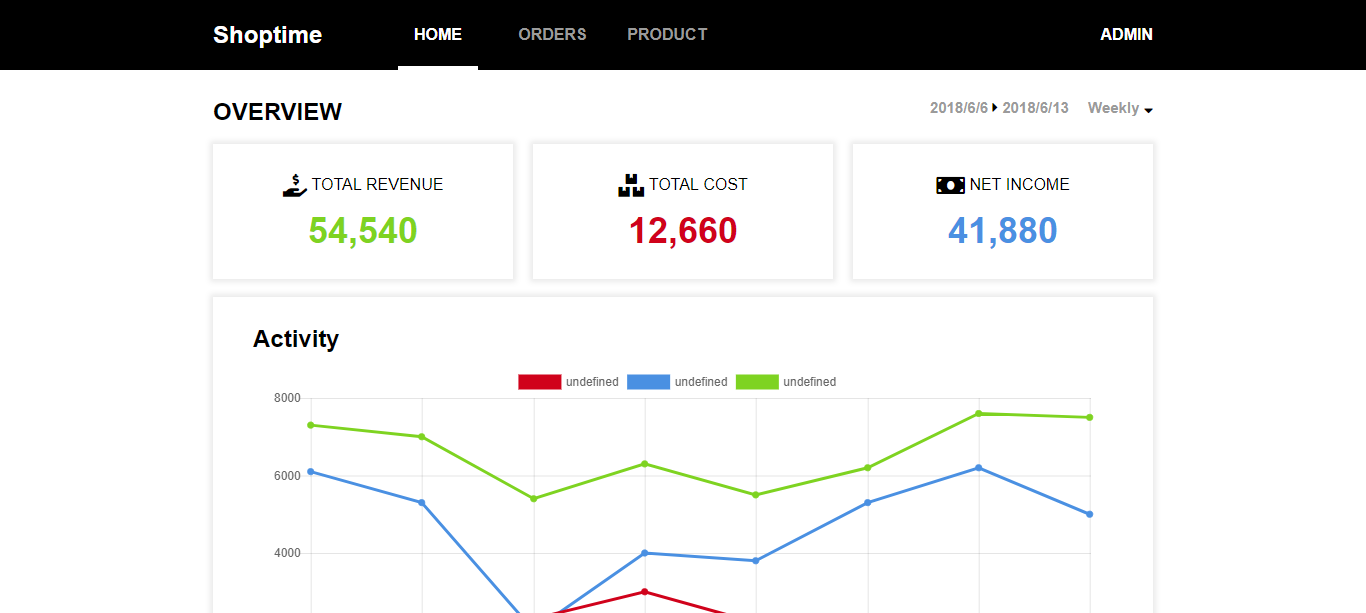 Shoptime HOME ORDERS PRODUCT ADMIN
OVERVIEW 2018/6/6 2018/6/13 Weekly
TOTAL REVENUE
54,540
TOTAL COST
12,660
NET INCOME
41,880
Activity
undefined undefined undefined
8000
6000
4000